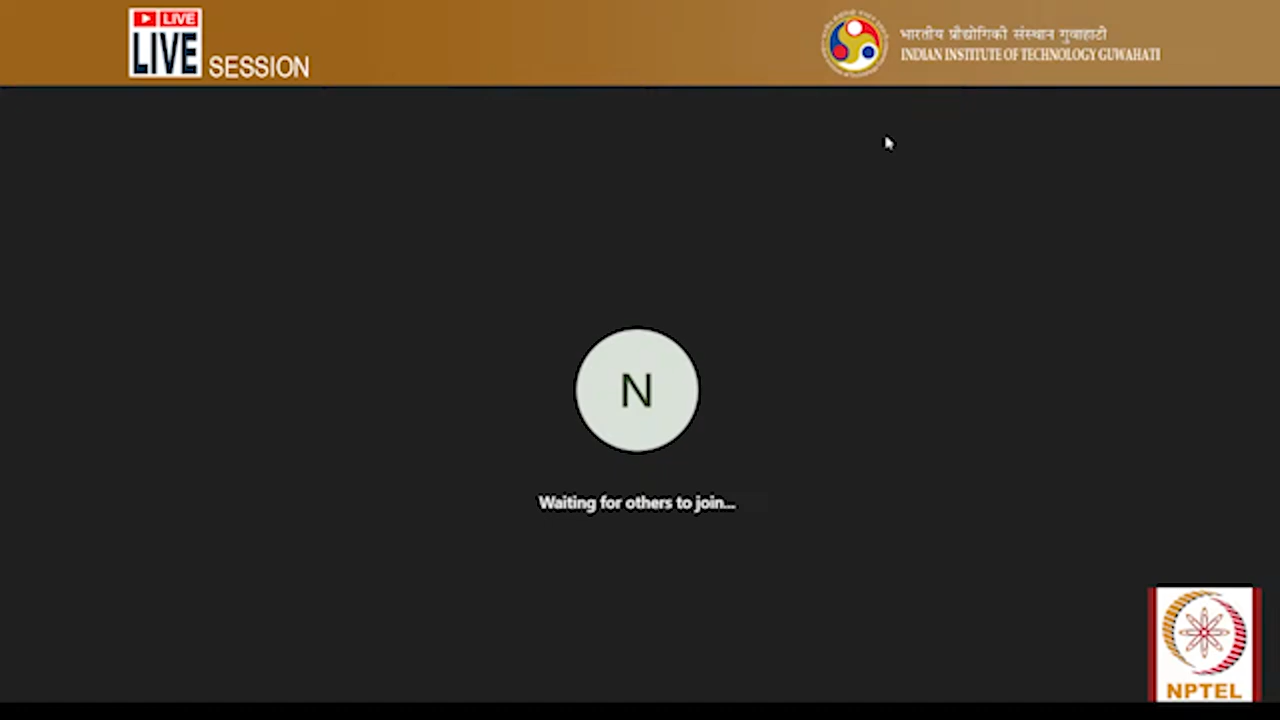 LIVE
LIVE SESSION
भारतीय प्रौद्योगिकी संस्थान गुवाहाटी
INDIAN INSTITUTE OF TECHNOLOGY GUWAHATI
N
Waiting for others to join...
NPTEL